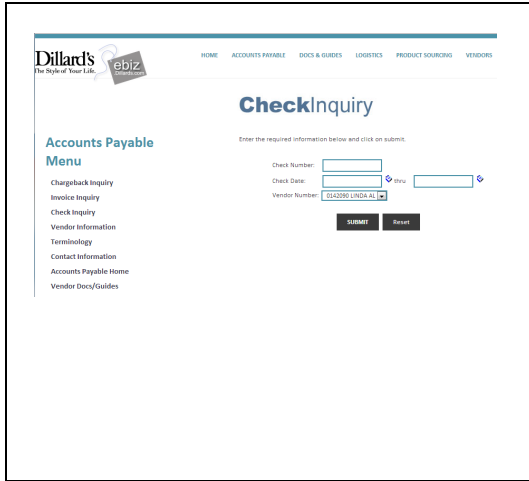 Dillard's
The Style of Your Life.
ebiz
Dillards.com
HOME ACCOUNTS PAYABLE DOCS & GUIDES LOGISTICS PRODUCT SOURCING VENDORS
CheckInquiry
Enter the required information below and click on submit.
Check Number:
Check Date: thru
Vendor Number: 0142090 LINDA AL
SUBMIT Reset
Accounts Payable
Menu
Chargeback Inquiry
Invoice Inquiry
Check Inquiry
Vendor Information
Terminology
Contact Information
Accounts Payable Home
Vendor Docs/Guides